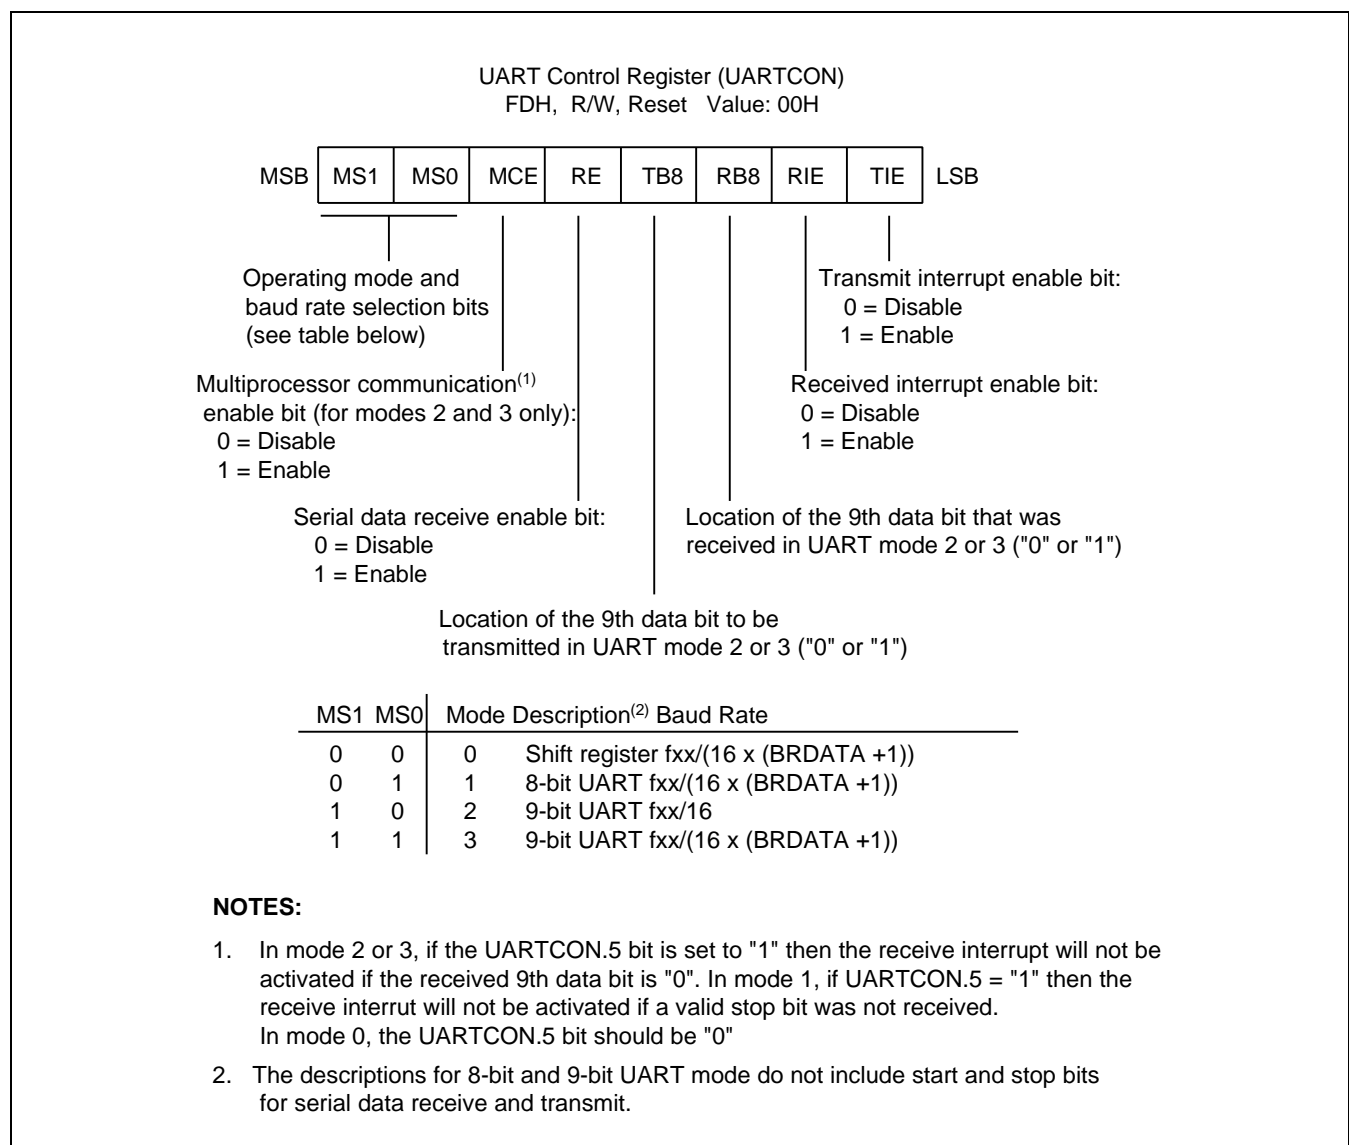 UART Control Register (UARTCON)
FDH, R/W, Reset Value: 00H
MSB MS1 MS0 MCE RE TB8 RB8 RIE TIE LSB
Operating mode and
baud rate selection bits
(see table below)
Transmit interrupt enable bit:
0 = Disable
1 = Enable
Multiprocessor communication(1)
enable bit (for modes 2 and 3 only):
0 = Disable
1 = Enable
Received interrupt enable bit:
0 = Disable
1 = Enable
Serial data receive enable bit:
0 = Disable
1 = Enable
Location of the 9th data bit that was
received in UART mode 2 or 3 ("0" or "1")
Location of the 9th data bit to be
transmitted in UART mode 2 or 3 ("0" or "1")
MS1 MS0 Mode Description(2) Baud Rate
0 0 0 Shift register fxx/(16 x (BRDATA +1))
0 1 1 8-bit UART fxx/(16 x (BRDATA +1))
1 0 2 9-bit UART fxx/16
1 1 3 9-bit UART fxx/(16 x (BRDATA +1))
NOTES:
1. In mode 2 or 3, if the UARTCON.5 bit is set to "1" then the receive interrupt will not be
activated if the received 9th data bit is "0". In mode 1, if UARTCON.5 = "1" then the
receive interrut will not be activated if a valid stop bit was not received.
In mode 0, the UARTCON.5 bit should be "0"
2. The descriptions for 8-bit and 9-bit UART mode do not include start and stop bits
for serial data receive and transmit.